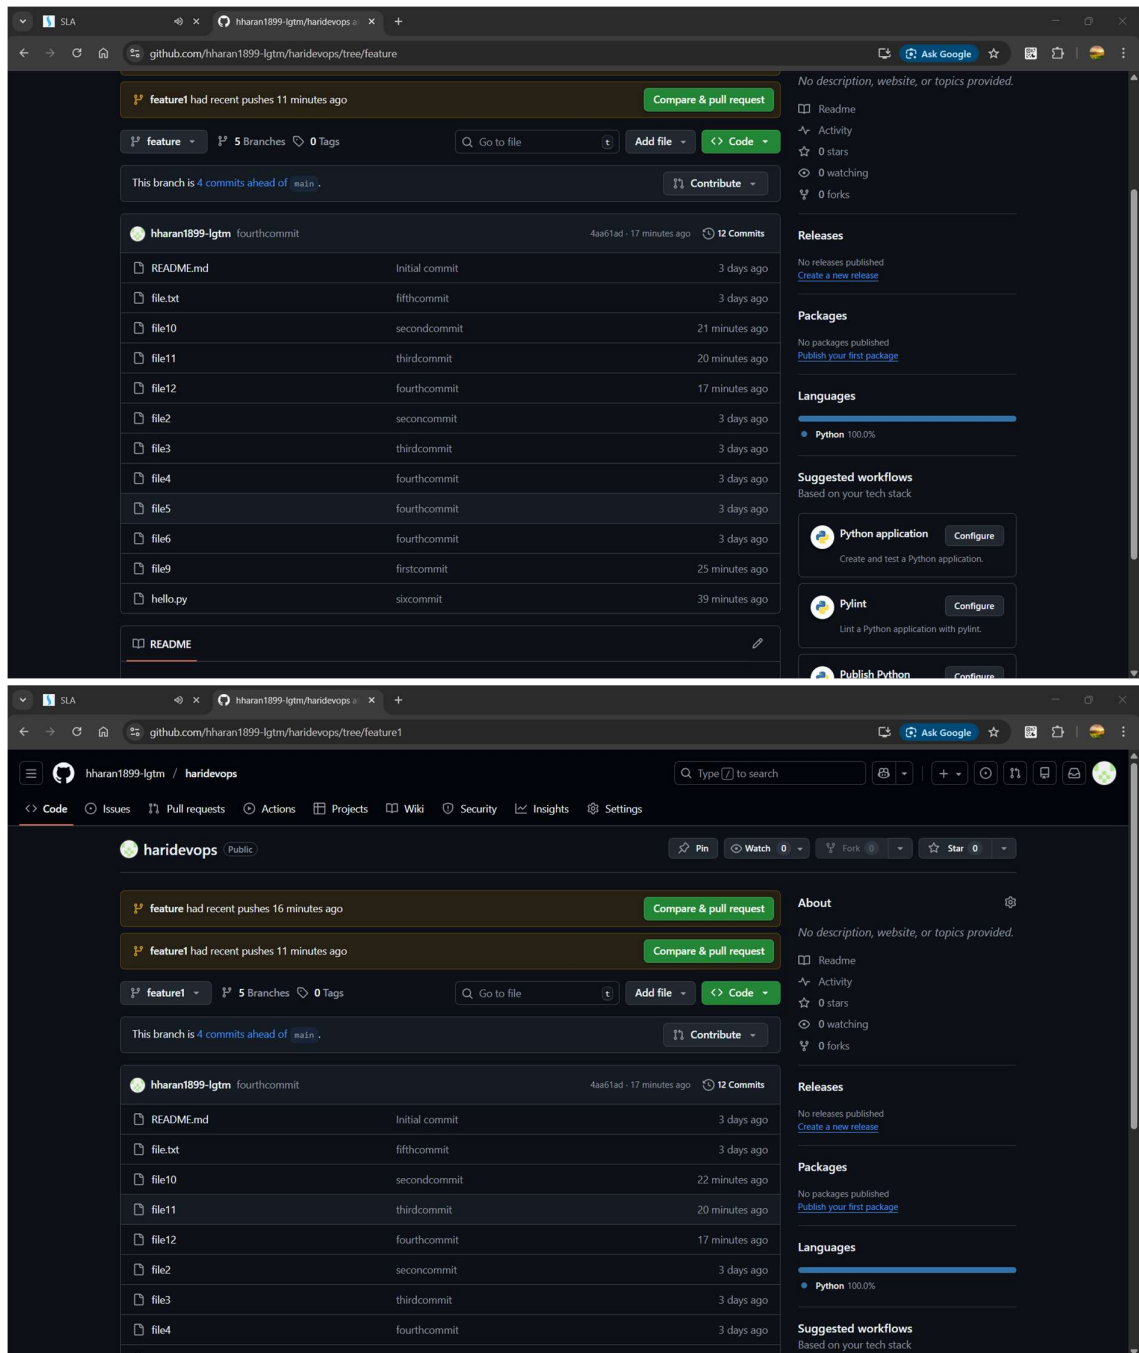 SLA
hharan1899-lgtm/haridevops a
github.com/hharan1899-lgtm/haridevops/tree/feature
Ask Google
No description, website, or topics provided.
feature1 had recent pushes 11 minutes ago
Compare & pull request
Readme
Activity
feature
5 Branches
0 Tags
Go to file
t
Add file
<> Code
0 stars
0 watching
This branch is 4 commits ahead of main .
Contribute
0 forks
hharan1899-lgtm fourthcommit
4aa61ad · 17 minutes ago
12 Commits
Releases
No releases published
Create a new release
README.md Initial commit 3 days ago
file.txt fifthcommit 3 days ago
Packages
file10 secondcommit 21 minutes ago
No packages published
Publish your first package
file11 thirdcommit 20 minutes ago
file12 fourthcommit 17 minutes ago
Languages
file2 seconcommit 3 days ago
Python 100.0%
file3 thirdcommit 3 days ago
file4 fourthcommit 3 days ago
Suggested workflows
Based on your tech stack
file5 fourthcommit 3 days ago
file6 fourthcommit 3 days ago
Python application
Configure
Create and test a Python application.
file9 firstcommit 25 minutes ago
hello.py sixcommit 39 minutes ago
Pylint
Configure
Lint a Python application with pylint.
README
Publish Python
Configure
SLA
hharan1899-lgtm/haridevops a
github.com/hharan1899-lgtm/haridevops/tree/feature1
Ask Google
hharan1899-lgtm / haridevops
Type / to search
<> Code
Issues
Pull requests
Actions
Projects
Wiki
Security
Insights
Settings
haridevops Public
Pin
Watch 0
Fork 0
Star 0
feature had recent pushes 16 minutes ago
Compare & pull request
About
No description, website, or topics provided.
feature1 had recent pushes 11 minutes ago
Compare & pull request
Readme
Activity
feature1
5 Branches
0 Tags
Go to file
t
Add file
<> Code
0 stars
0 watching
This branch is 4 commits ahead of main .
Contribute
0 forks
hharan1899-lgtm fourthcommit
4aa61ad · 17 minutes ago
12 Commits
Releases
No releases published
Create a new release
README.md Initial commit 3 days ago
file.txt fifthcommit 3 days ago
Packages
file10 secondcommit 22 minutes ago
No packages published
Publish your first package
file11 thirdcommit 20 minutes ago
file12 fourthcommit 17 minutes ago
Languages
file2 seconcommit 3 days ago
Python 100.0%
file3 thirdcommit 3 days ago
file4 fourthcommit 3 days ago
Suggested workflows
Based on your tech stack